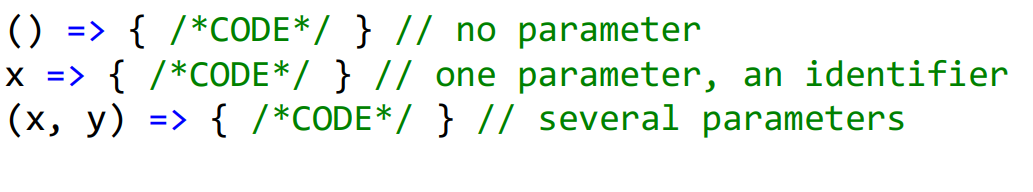 () => { /*CODE*/ } // no parameter
x => { /*CODE*/ } // one parameter, an identifier
(x, y) => { /*CODE*/ } // several parameters